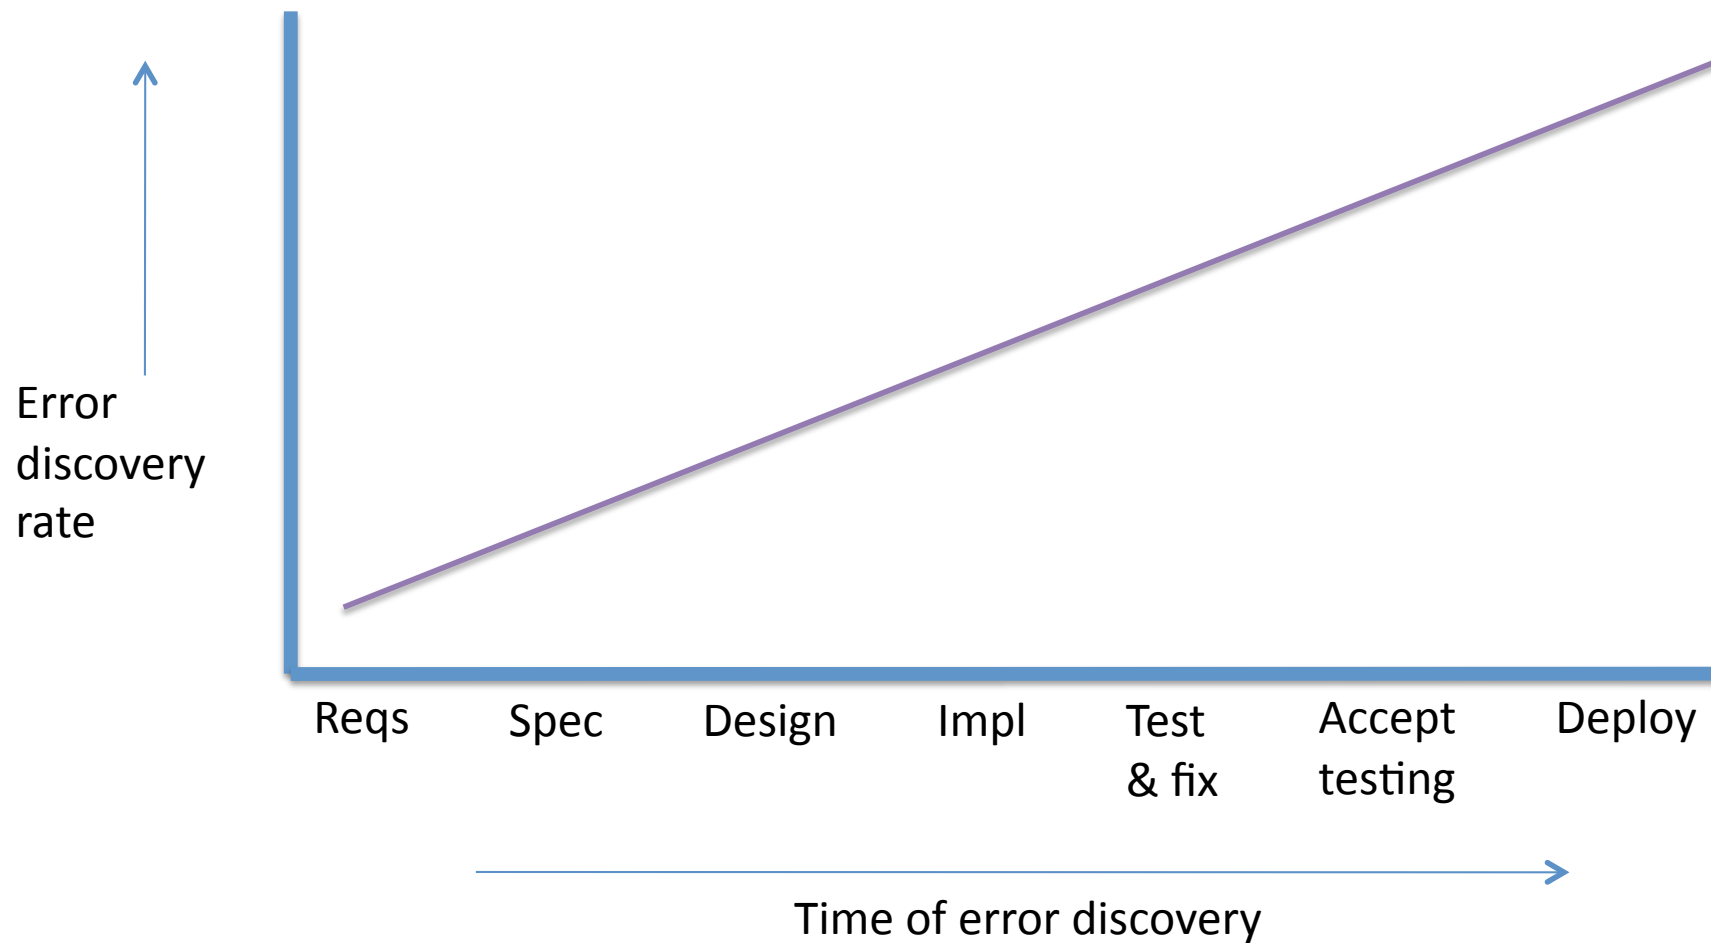 Error
discovery
rate
Reqs
Spec
Design
Impl
Test
& fix
Accept
testing
Deploy
Time of error discovery